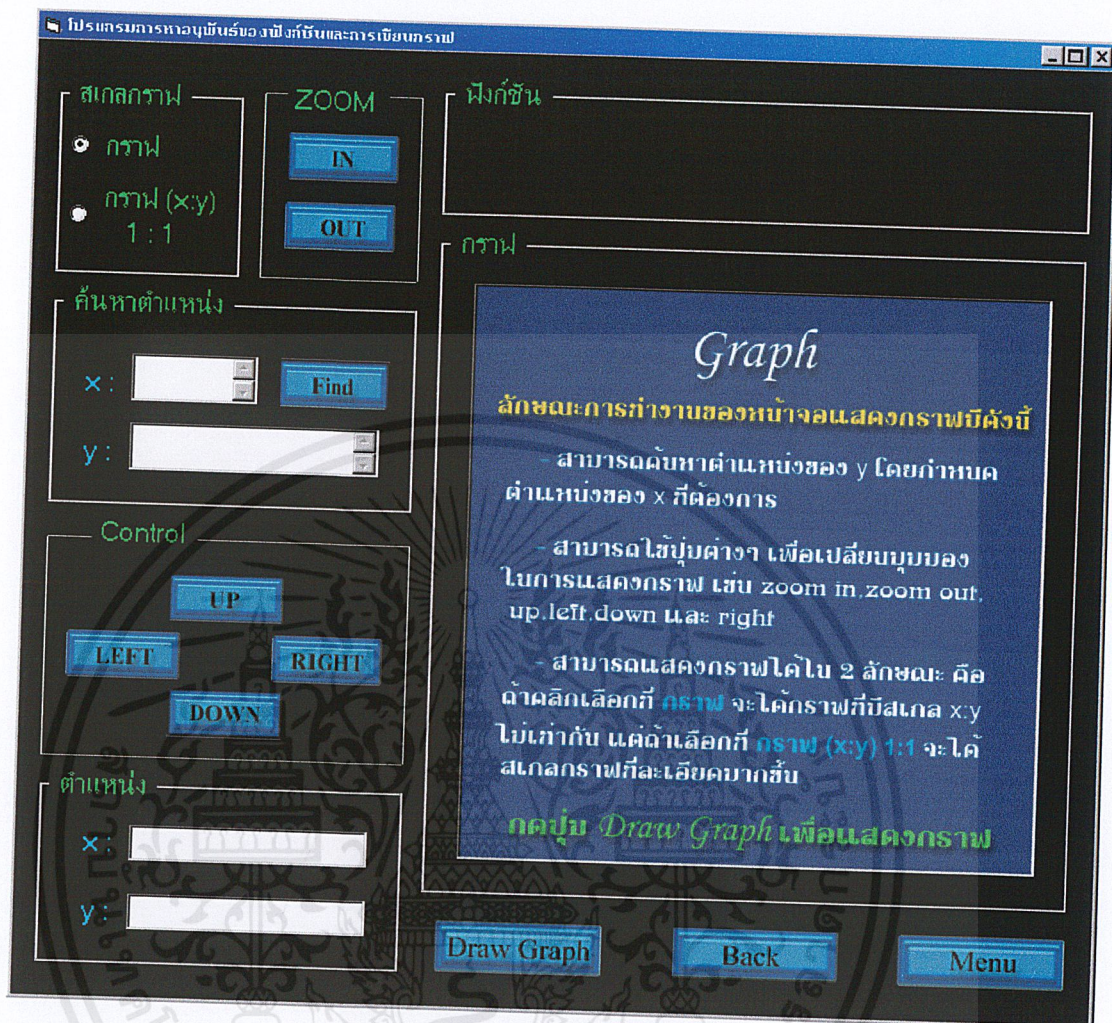 โปรแกรมการหาอนุพันธ์ของฟังก์ชันและการเขียนกราฟ
สเกลกราฟ
กราฟ
กราฟ (x:y)
1 : 1
ZOOM
IN
OUT
ฟังก์ชัน
ค้นหาตำแหน่ง
x :
Find
y :
Control
UP
LEFT
RIGHT
DOWN
ตำแหน่ง
x :
y :
กราฟ
Graph
ลักษณะการทำงานของหน้าจอแสดงกราฟมีดังนี้
- สามารถค้นหาตำแหน่งของ y โดยกำหนด
ตำแหน่งของ x ที่ต้องการ
- สามารถใช้ปุ่มต่างๆ เพื่อเปลี่ยนมุมมอง
ในการแสดงกราฟ เช่น zoom in,zoom out,
up,left,down และ right
- สามารถแสดงกราฟได้ใน 2 ลักษณะ คือ
ถ้าคลิกเลือกที่ กราฟ จะได้กราฟที่มีสเกล x:y
ไม่เท่ากัน แต่ถ้าเลือกที่ กราฟ (x:y) 1:1 จะได้
สเกลกราฟที่ละเอียดมากขึ้น
กดปุ่ม Draw Graph เพื่อแสดงกราฟ
Draw Graph
Back
Menu